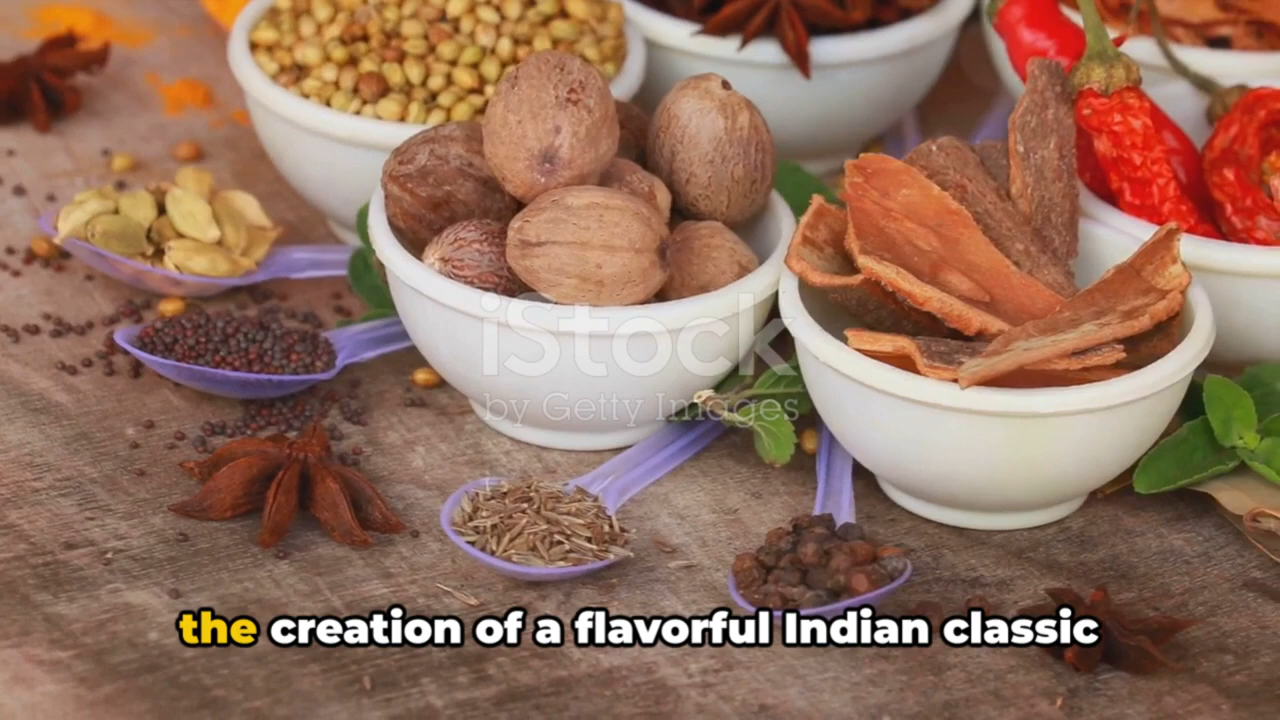 iStock
by Getty Images
the creation of a flavorful Indian classic